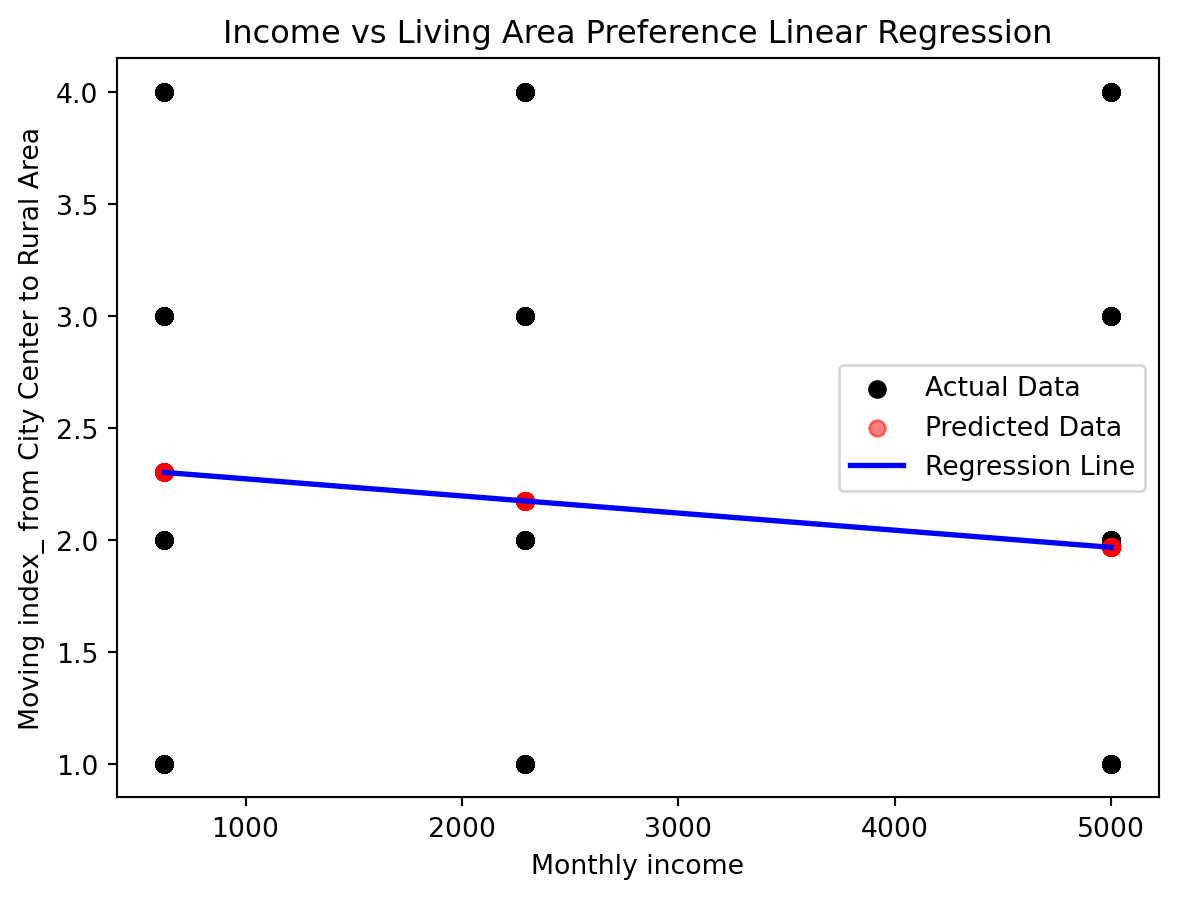 Income vs Living Area Preference Linear Regression
Moving index_ from City Center to Rural Area
4.0
3.5
3.0
2.5
2.0
1.5
1.0
Actual Data
Predicted Data
Regression Line
1000 2000 3000 4000 5000
Monthly income